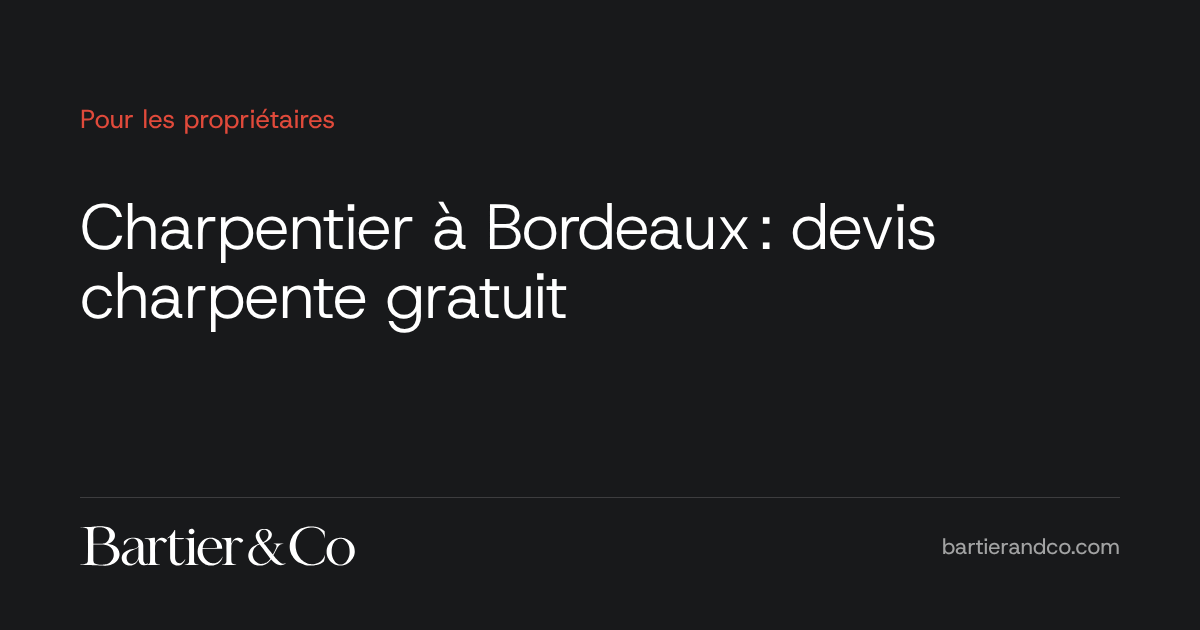 Pour les propriétaires
Charpentier à Bordeaux : devis
charpente gratuit
Bartier & Co
bartierandco.com